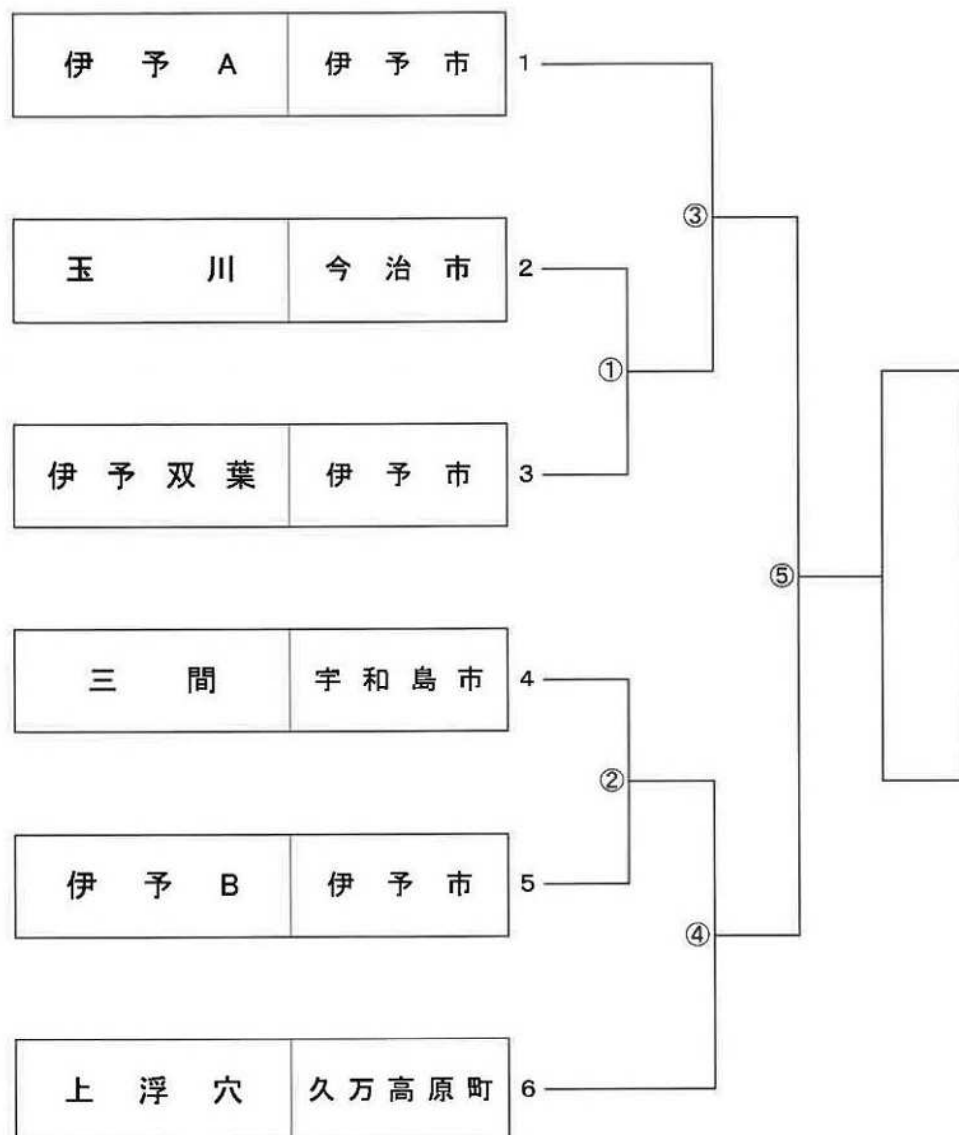 伊予A 伊予市 1
③
玉川 今治市 2
①
伊予双葉 伊予市 3
⑤
三間 宇和島市 4
②
伊予B 伊予市 5
④
上浮穴 久万高原町 6